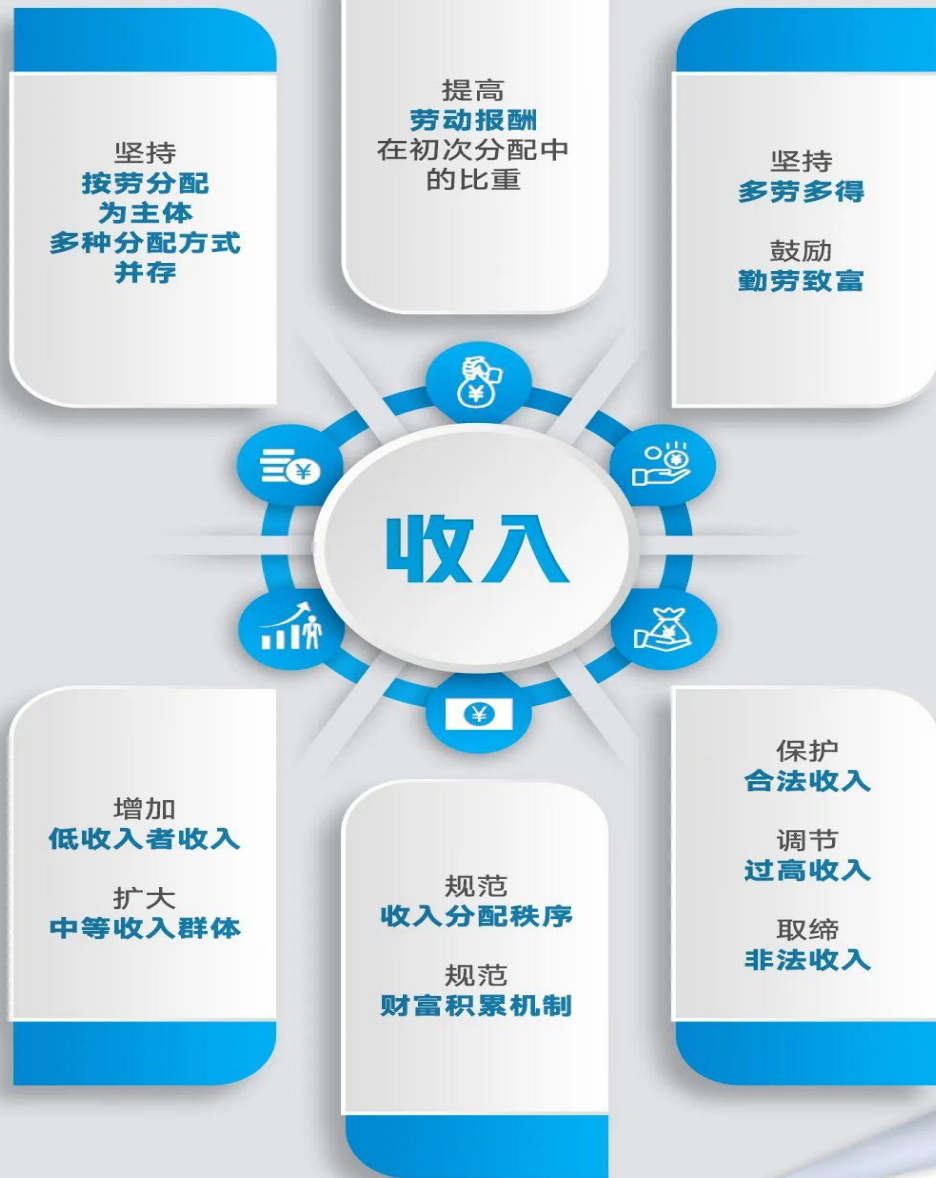 坚持
按劳分配
为主体
多种分配方式
并存
提高
劳动报酬
在初次分配中
的比重
坚持
多劳多得
鼓励
勤劳致富
收入
增加
低收入者收入
扩大
中等收入群体
规范
收入分配秩序
规范
财富积累机制
保护
合法收入
调节
过高收入
取缔
非法收入